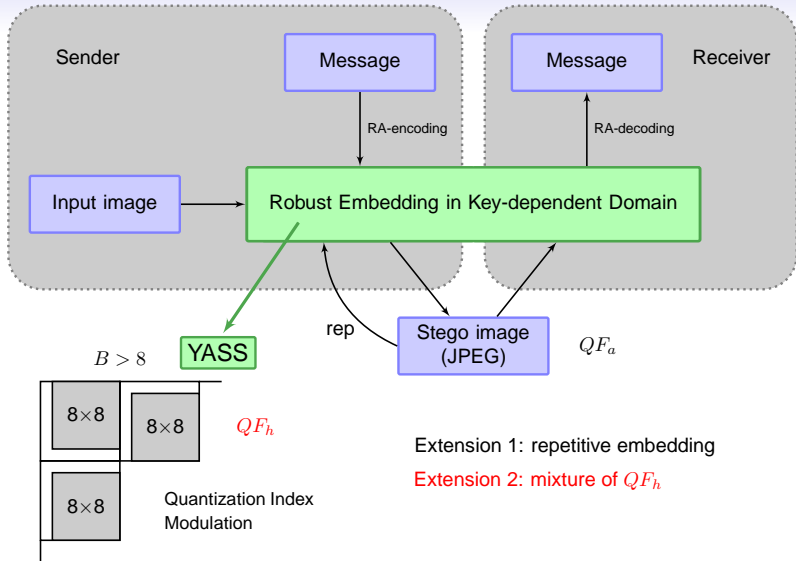 Sender
Message
Message
Receiver
RA-encoding
RA-decoding
Input image
Robust Embedding in Key-dependent Domain
rep
Stego image
(JPEG)
$QF_a$
YASS
$B > 8$
8×8
8×8
$QF_h$
8×8
Quantization Index
Modulation
Extension 1: repetitive embedding
Extension 2: mixture of $QF_h$